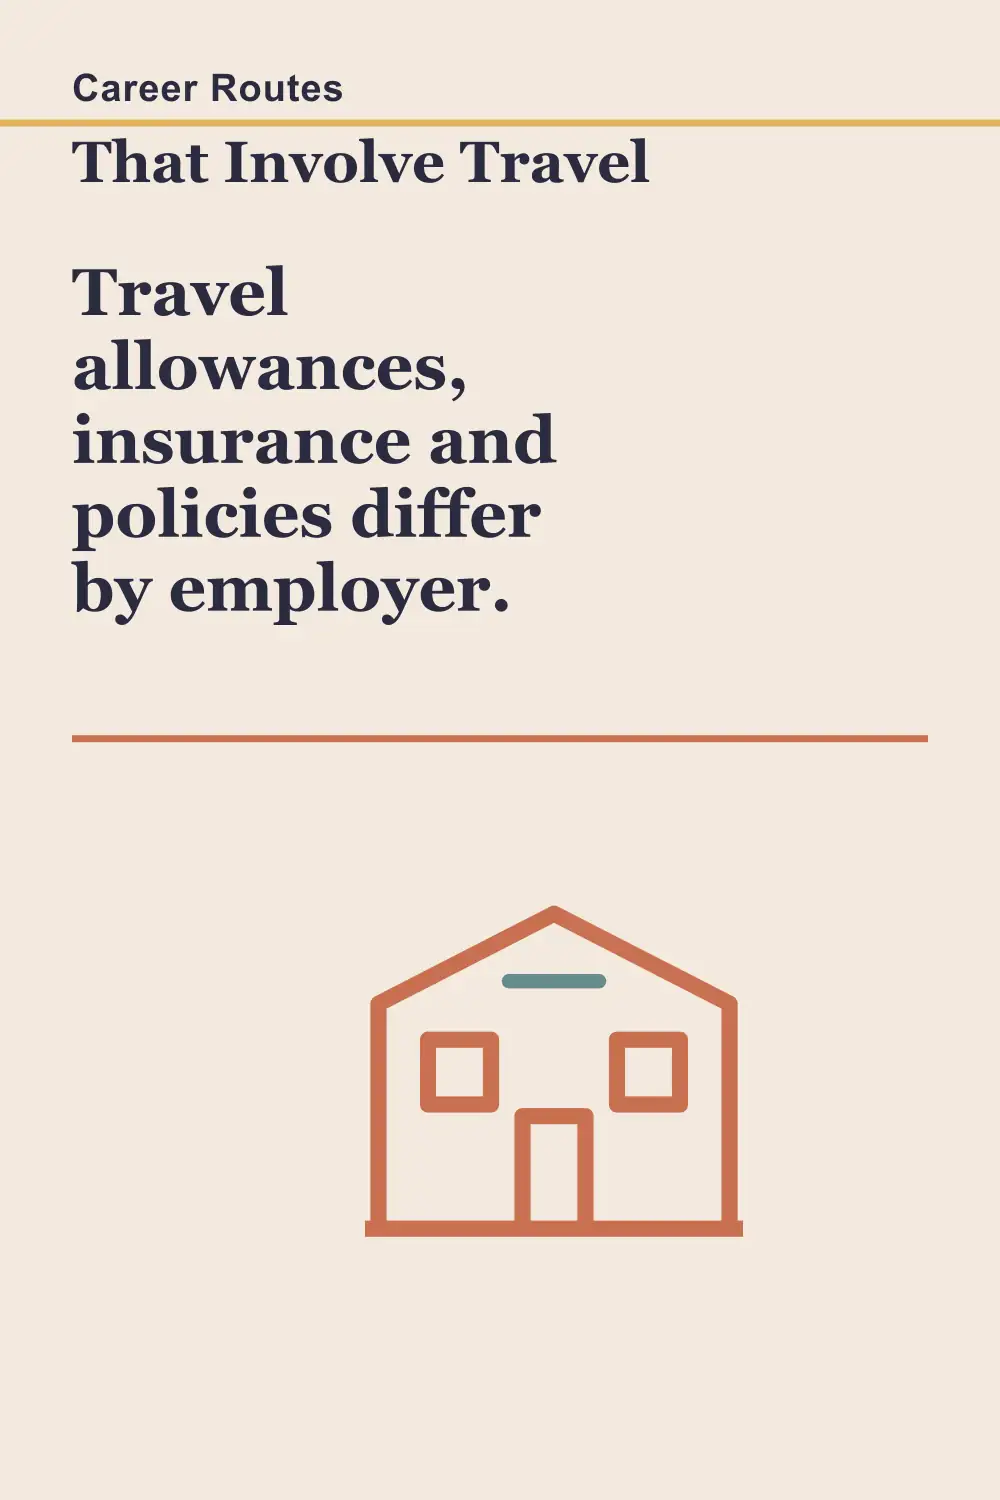 Career Routes
That Involve Travel
Travel
allowances,
insurance and
policies differ
by employer.